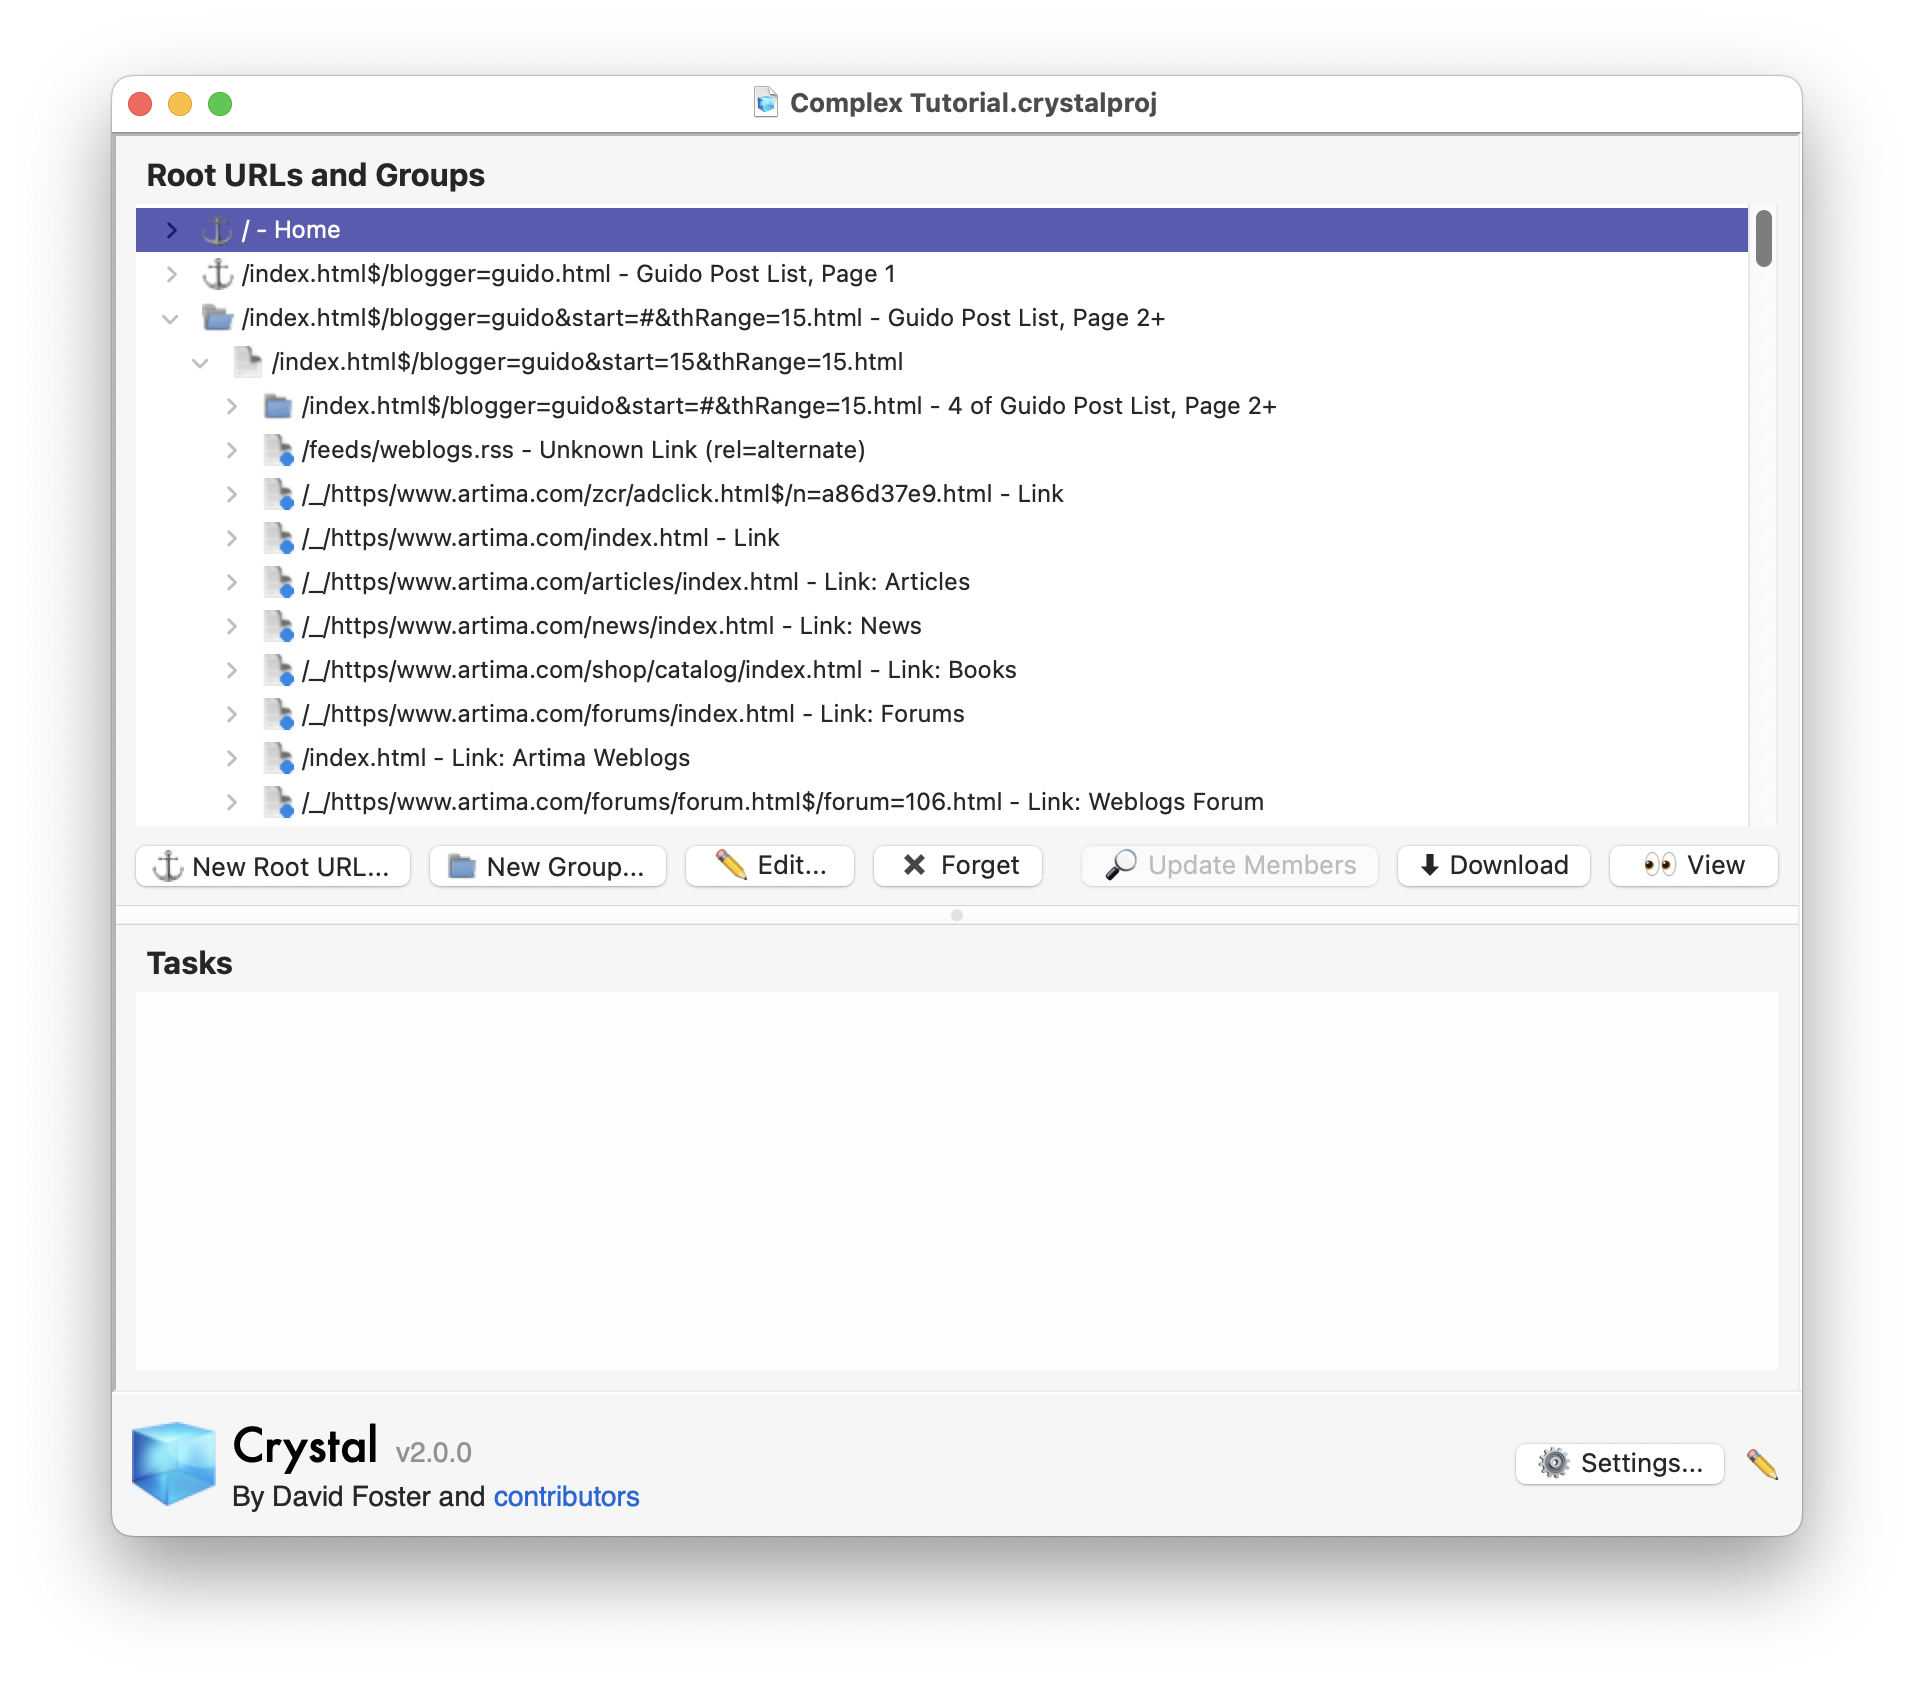 Complex Tutorial.crystalproj
Root URLs and Groups
/ - Home
/index.html$/blogger=guido.html - Guido Post List, Page 1
/index.html$/blogger=guido&start=#&thRange=15.html - Guido Post List, Page 2+
/index.html$/blogger=guido&start=15&thRange=15.html
/index.html$/blogger=guido&start=#&thRange=15.html - 4 of Guido Post List, Page 2+
/feeds/weblogs.rss - Unknown Link (rel=alternate)
/_/https/www.artima.com/zcr/adclick.html$/n=a86d37e9.html - Link
/_/https/www.artima.com/index.html - Link
/_/https/www.artima.com/articles/index.html - Link: Articles
/_/https/www.artima.com/news/index.html - Link: News
/_/https/www.artima.com/shop/catalog/index.html - Link: Books
/_/https/www.artima.com/forums/index.html - Link: Forums
/index.html - Link: Artima Weblogs
/_/https/www.artima.com/forums/forum.html$/forum=106.html - Link: Weblogs Forum
New Root URL... New Group... Edit... Forget Update Members Download View
Tasks
Crystal v2.0.0
By David Foster and contributors
Settings...